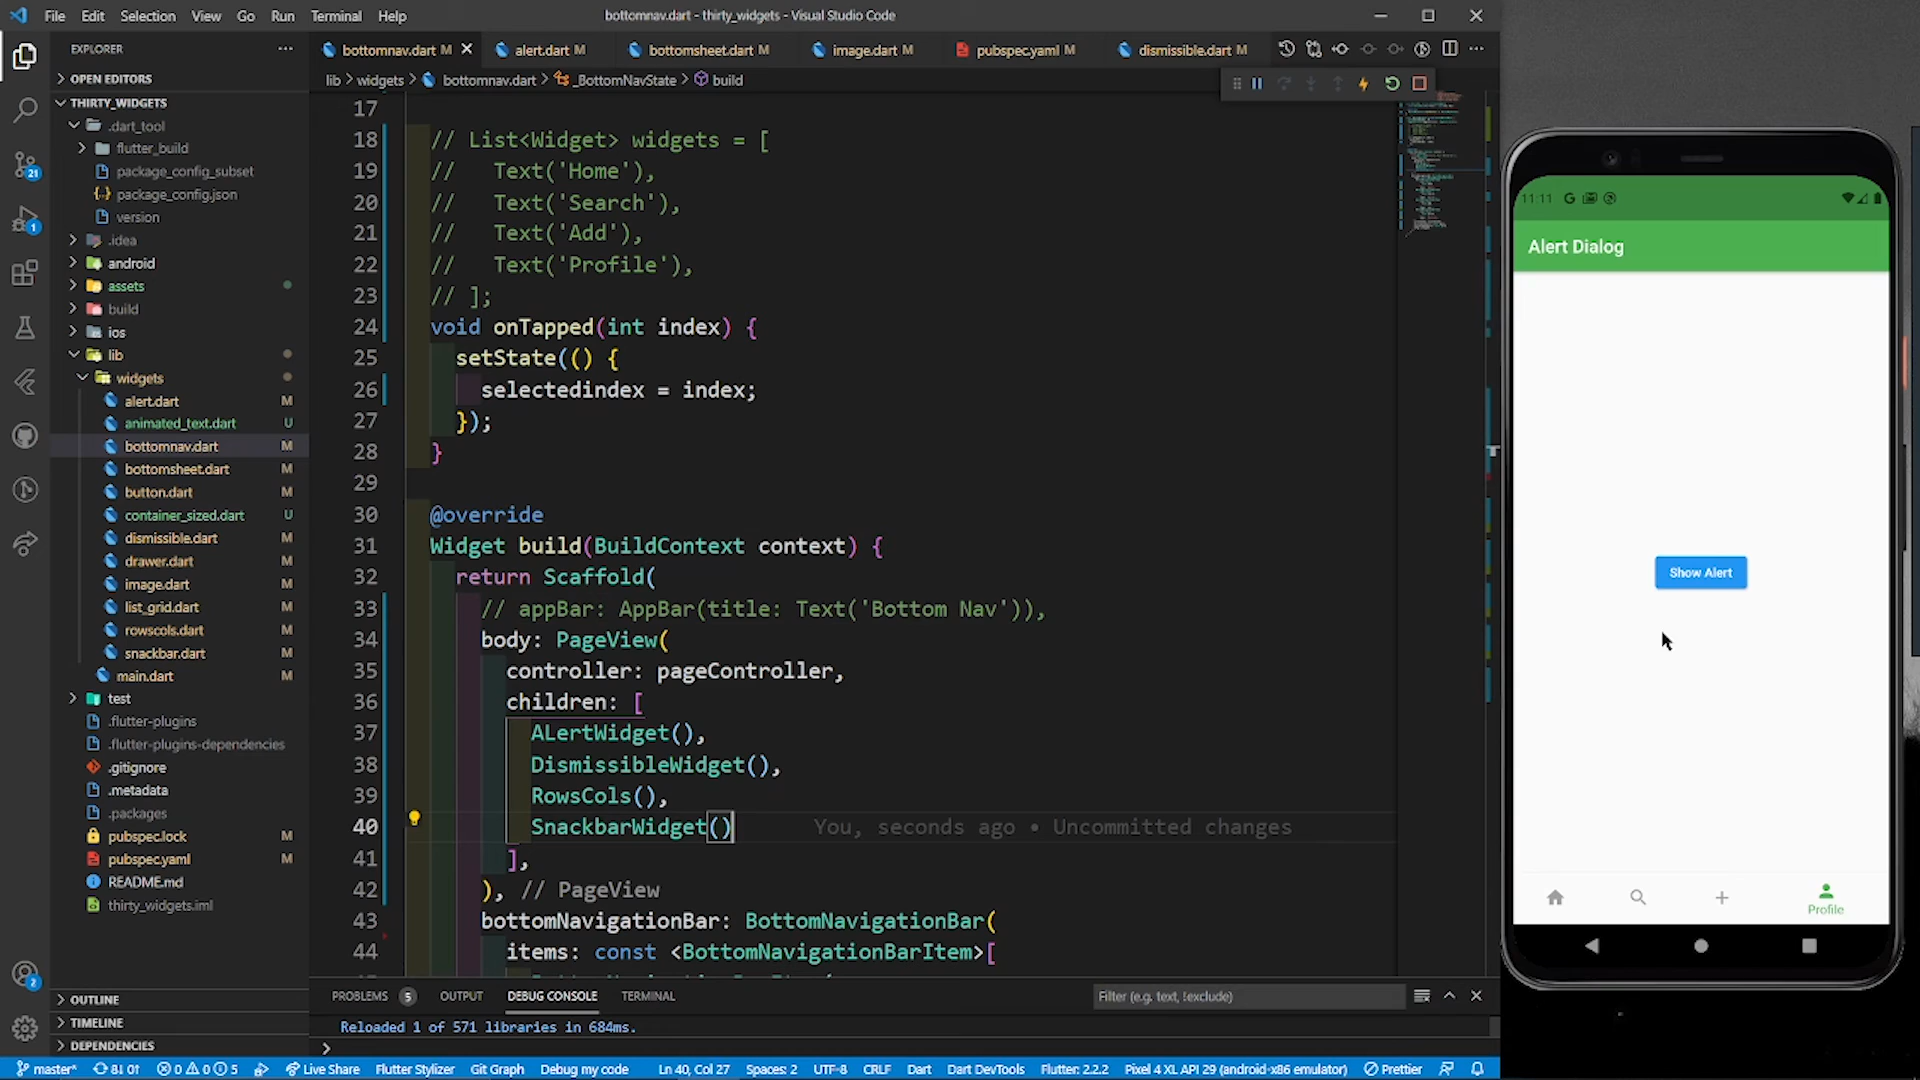 File Edit Selection View Go Run Terminal Help
bottomnav.dart - thirty_widgets - Visual Studio Code
EXPLORER
OPEN EDITORS
THIRTY_WIDGETS
.dart_tool
flutter_build
package_config_subset
package_config.json
version
.idea
android
assets
build
ios
lib
widgets
alert.dart M
animated_text.dart U
bottomnav.dart M
bottomsheet.dart M
button.dart M
container_sized.dart U
dismissible.dart M
drawer.dart M
image.dart M
list_grid.dart M
rowscols.dart M
snackbar.dart M
main.dart M
test
.flutter-plugins
.flutter-plugins-dependencies
.gitignore
.metadata
.packages
pubspec.lock
pubspec.yaml M
README.md
thirty_widgets.iml
OUTLINE
TIMELINE
DEPENDENCIES
21
1
2
bottomnav.dart M alert.dart M bottomsheet.dart M image.dart M pubspec.yaml M dismissible.dart M
lib > widgets > bottomnav.dart > _BottomNavState > build
17
18 // List<Widget> widgets = [
19 //   Text('Home'),
20 //   Text('Search'),
21 //   Text('Add'),
22 //   Text('Profile'),
23 // ];
24 void onTapped(int index) {
25 setState(() {
26 selectedindex = index;
27 });
28 }
29
30 @override
31 Widget build(BuildContext context) {
32 return Scaffold(
33 // appBar: AppBar(title: Text('Bottom Nav')),
34 body: PageView(
35 controller: pageController,
36 children: [
37 ALertWidget(),
38 DismissibleWidget(),
39 RowsCols(),
40 SnackbarWidget() You, seconds ago • Uncommitted changes
41 ],
42 ), // PageView
43 bottomNavigationBar: BottomNavigationBar(
44 items: const <BottomNavigationBarItem>[
PROBLEMS 5 OUTPUT DEBUG CONSOLE TERMINAL
Filter (e.g. text, !exclude)
Reloaded 1 of 571 libraries in 684ms.
master* 8↓ 0↑ 0 0 5 Live Share Flutter Stylizer Git Graph Debug my code Ln 40, Col 27 Spaces: 2 UTF-8 CRLF Dart Dart DevTools Flutter: 2.2.2 Pixel 4 XL API 29 (android-x86 emulator) Prettier
11:11 G
Alert Dialog
Show Alert
Profile